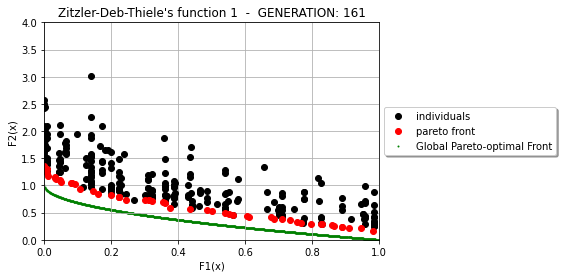 Zitzler-Deb-Thiele's function 1 - GENERATION: 161
4.0
3.5
3.0
2.5
2.0
1.5
1.0
0.5
0.0
F2(x)
individuals
pareto front
Global Pareto-optimal Front
0.0 0.2 0.4 0.6 0.8 1.0
F1(x)